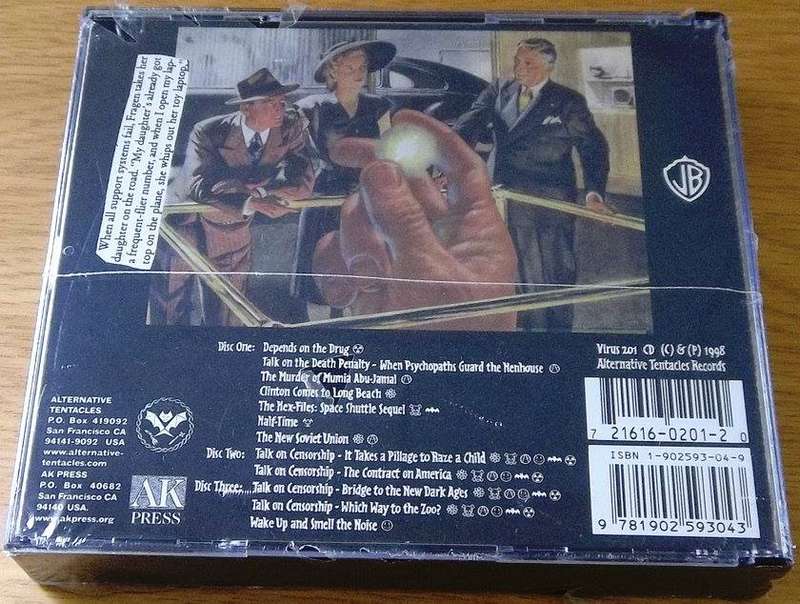 When all support systems fail, Fragen takes her
daughter on the road. "My daughter's already got
a frequent-flier number, and when I open my lap-
top on the plane, she whips out her toy laptop."
JB
Disc One: Depends on the Drug
Talk on the Death Penalty - When Psychopaths Guard the Henhouse
The Murder of Mumia Abu-Jamal
Clinton Comes to Long Beach
The Hex-Files: Space Shuttle Sequel
Half-Time
The New Soviet Union
Disc Two: Talk on Censorship - It Takes a Pillage to Raze a Child
Talk on Censorship - The Contract on America
Disc Three: Talk on Censorship - Bridge to the New Dark Ages
Talk on Censorship - Which Way to the Zoo?
Wake Up and Smell the Noise
Virus 201 CD (C) & (P) 1998
Alternative Tentacles Records
7 21616-0201-2 0
ISBN 1-902593-04-9
9 781902 593043
ALTERNATIVE
TENTACLES
P.O. Box 419092
San Francisco CA
94141-9092 USA
www.alternative-
tentacles.com
AK PRESS
P.O. Box 40682
San Francisco CA
94140 USA.
www.akpress.org
AK
PRESS